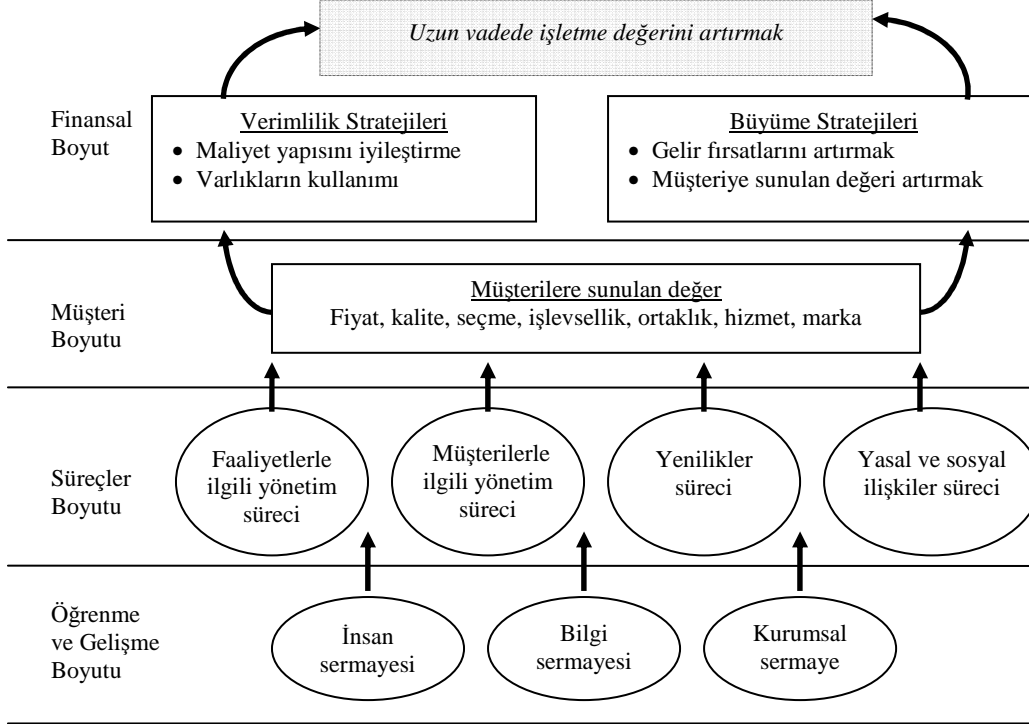 Uzun vadede işletme değerini artırmak
Finansal
Boyut
Verimlilik Stratejileri
• Maliyet yapısını iyileştirme
• Varlıkların kullanımı
Büyüme Stratejileri
• Gelir fırsatlarını artırmak
• Müşteriye sunulan değeri artırmak
Müşteri
Boyutu
Müşterilere sunulan değer
Fiyat, kalite, seçme, işlevsellik, ortaklık, hizmet, marka
Süreçler
Boyutu
Faaliyetlerle
ilgili yönetim
süreci
Müşterilerle
ilgili yönetim
süreci
Yenilikler
süreci
Yasal ve sosyal
ilişkiler süreci
Öğrenme
ve Gelişme
Boyutu
İnsan
sermayesi
Bilgi
sermayesi
Kurumsal
sermaye